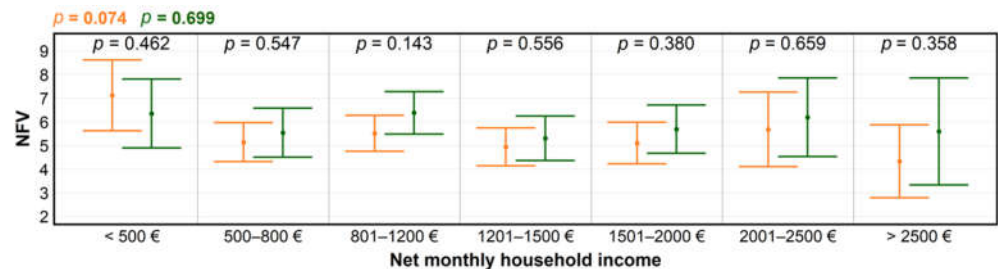 p = 0.074 p = 0.699
p = 0.462 p = 0.547 p = 0.143 p = 0.556 p = 0.380 p = 0.659 p = 0.358
9
8
7
6
5
4
3
2
NFV
< 500 € 500–800 € 801–1200 € 1201–1500 € 1501–2000 € 2001–2500 € > 2500 €
Net monthly household income